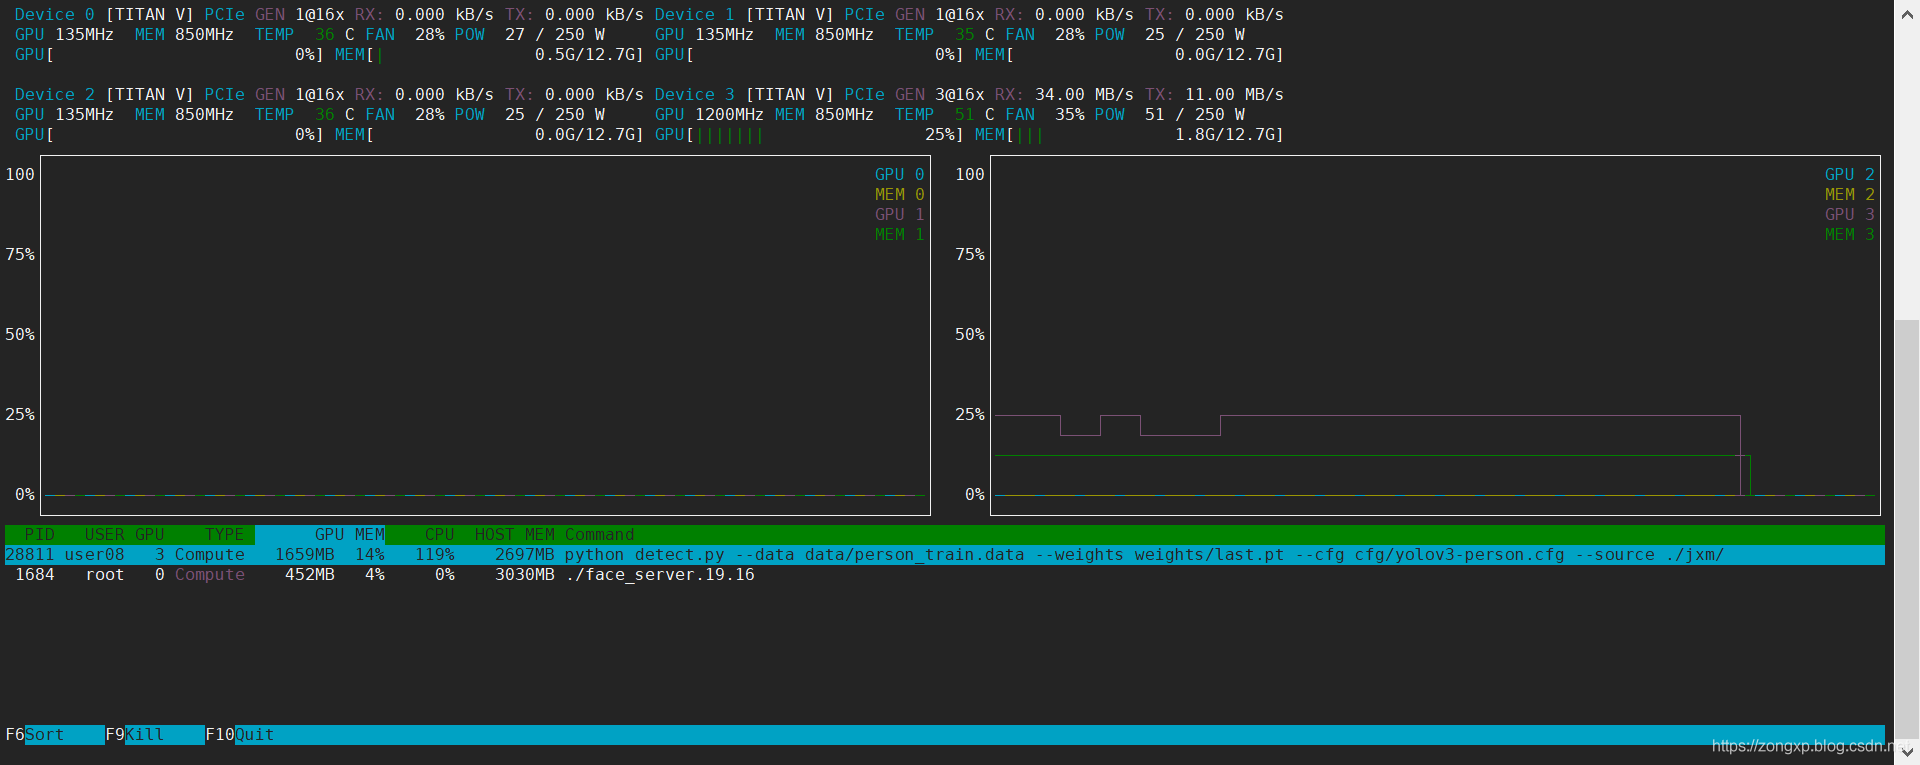 Device 0 [TITAN V] PCIe GEN 1@16x RX: 0.000 kB/s TX: 0.000 kB/s Device 1 [TITAN V] PCIe GEN 1@16x RX: 0.000 kB/s TX: 0.000 kB/s
GPU 135MHz MEM 850MHz TEMP 36 C FAN 28% POW 27 / 250 W GPU 135MHz MEM 850MHz TEMP 35 C FAN 28% POW 25 / 250 W
GPU[ 0%] MEM[| 0.5G/12.7G] GPU[ 0%] MEM[ 0.0G/12.7G]
Device 2 [TITAN V] PCIe GEN 1@16x RX: 0.000 kB/s TX: 0.000 kB/s Device 3 [TITAN V] PCIe GEN 3@16x RX: 34.00 MB/s TX: 11.00 MB/s
GPU 135MHz MEM 850MHz TEMP 36 C FAN 28% POW 25 / 250 W GPU 1200MHz MEM 850MHz TEMP 51 C FAN 35% POW 51 / 250 W
GPU[ 0%] MEM[ 0.0G/12.7G] GPU[||||||| 25%] MEM[||| 1.8G/12.7G]
100 GPU 0
MEM 0
GPU 1
MEM 1
75%
50%
25%
0%
100 GPU 2
MEM 2
GPU 3
MEM 3
75%
50%
25%
0%
PID USER GPU TYPE GPU MEM CPU HOST MEM Command
28811 user08 3 Compute 1659MB 14% 119% 2697MB python detect.py --data data/person_train.data --weights weights/last.pt --cfg cfg/yolov3-person.cfg --source ./jxm/
1684 root 0 Compute 452MB 4% 0% 3030MB ./face_server.19.16
F6Sort F9Kill F10Quit
https://zongxp.blog.csdn.net